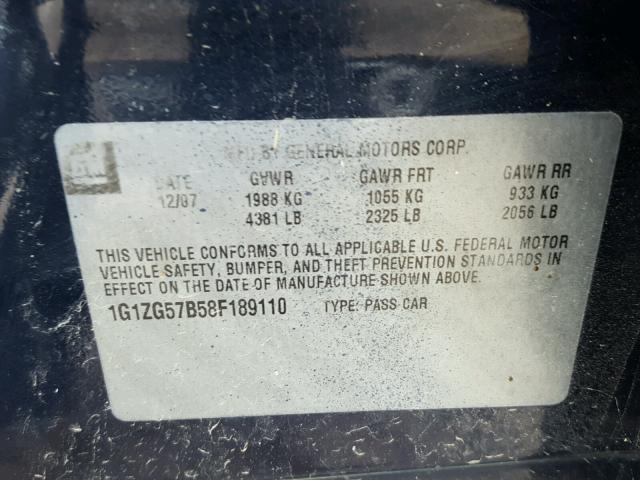 GM
MFD BY GENERAL MOTORS CORP.
DATE GVWR GAWR FRT GAWR RR
12/07 1988 KG 1055 KG 933 KG
4381 LB 2325 LB 2056 LB
THIS VEHICLE CONFORMS TO ALL APPLICABLE U.S. FEDERAL MOTOR
VEHICLE SAFETY, BUMPER, AND THEFT PREVENTION STANDARDS IN
EFFECT ON THE DATE OF MANUFACTURE SHOWN ABOVE.
1G1ZG57B58F189110 TYPE: PASS CAR